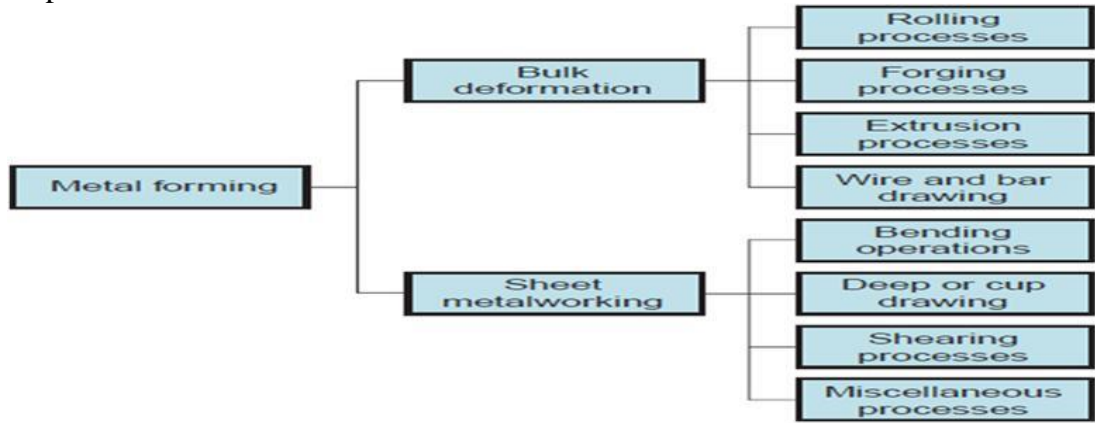 Metal forming
Bulk
deformation
Rolling
processes
Forging
processes
Extrusion
processes
Wire and bar
drawing
Sheet
metalworking
Bending
operations
Deep or cup
drawing
Shearing
processes
Miscellaneous
processes